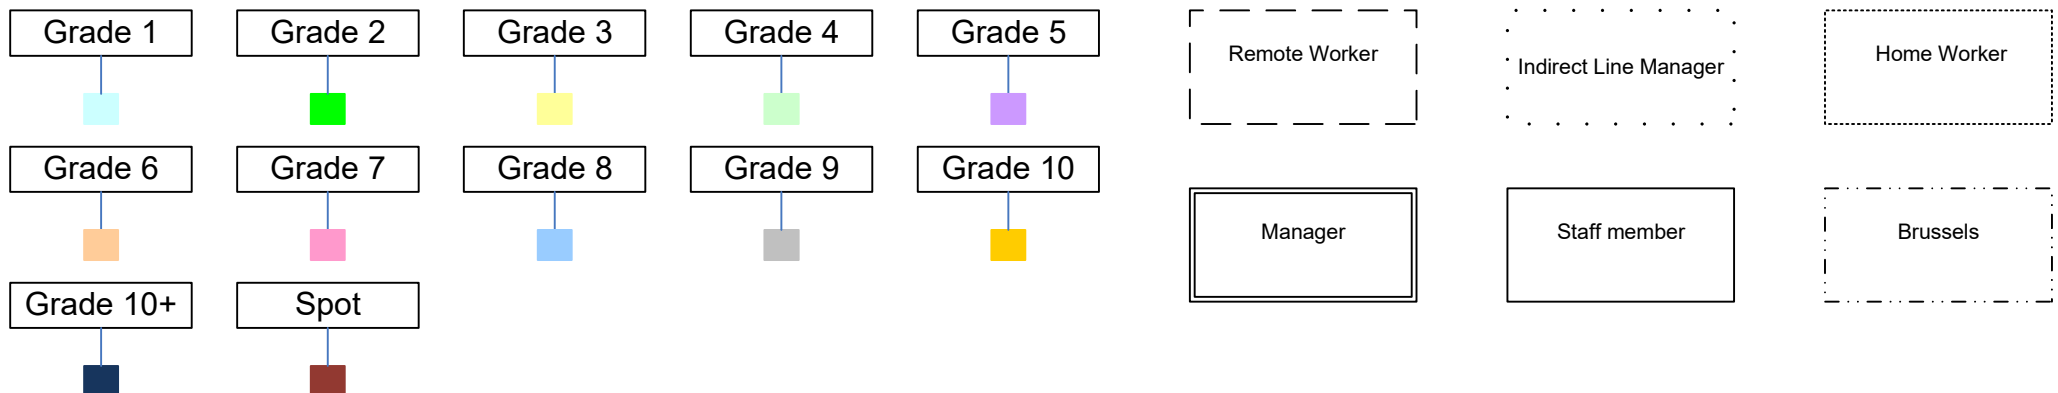 Grade 1
Grade 2
Grade 3
Grade 4
Grade 5
Remote Worker
Indirect Line Manager
Home Worker
Grade 6
Grade 7
Grade 8
Grade 9
Grade 10
Manager
Staff member
Brussels
Grade 10+
Spot